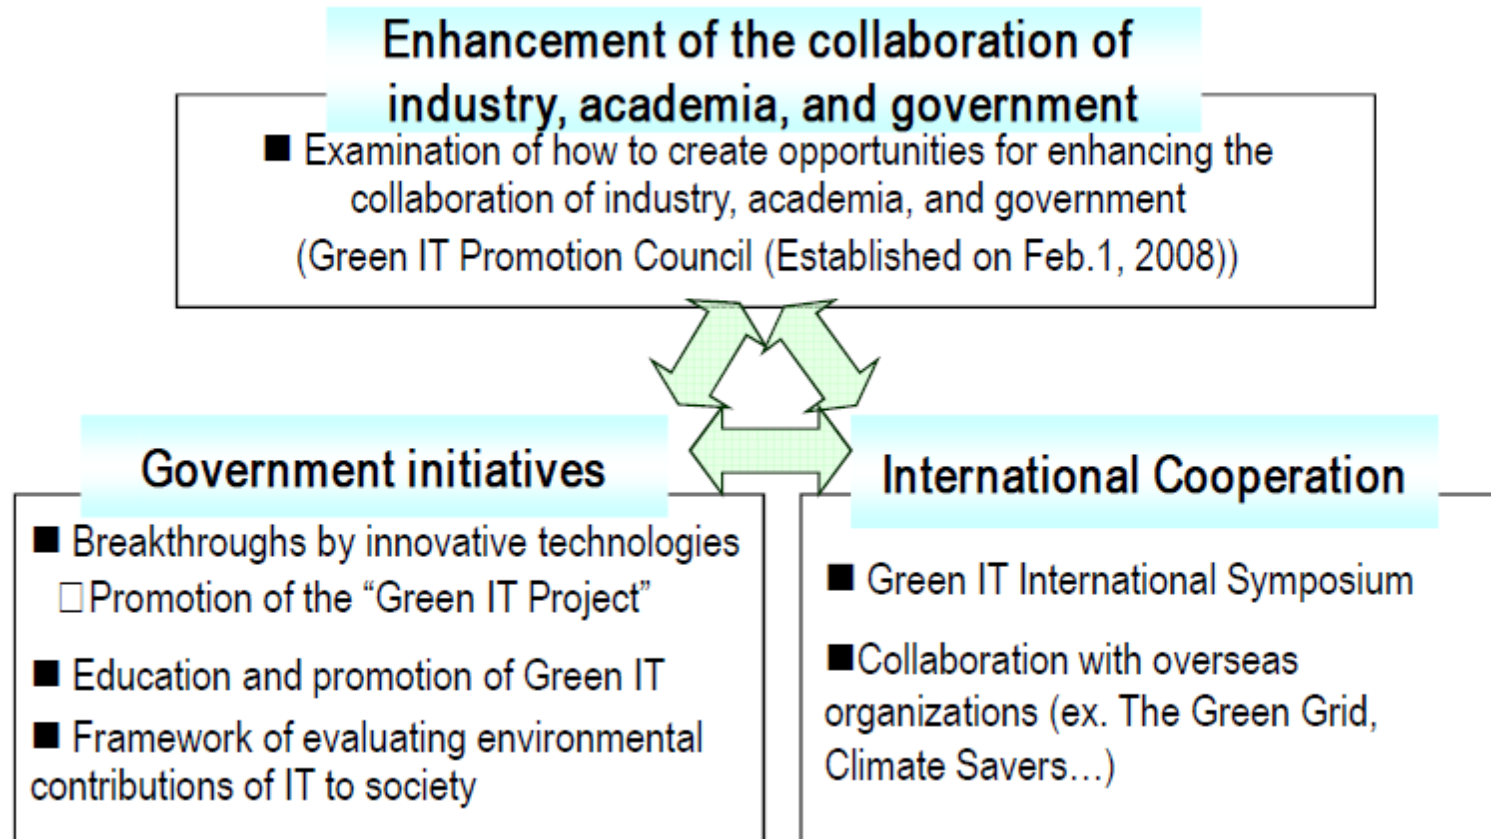 Enhancement of the collaboration of
industry, academia, and government
■ Examination of how to create opportunities for enhancing the
collaboration of industry, academia, and government
(Green IT Promotion Council (Established on Feb.1, 2008))
Government initiatives
■ Breakthroughs by innovative technologies
□Promotion of the “Green IT Project”
■ Education and promotion of Green IT
■ Framework of evaluating environmental
contributions of IT to society
International Cooperation
■ Green IT International Symposium
■Collaboration with overseas
organizations (ex. The Green Grid,
Climate Savers…)